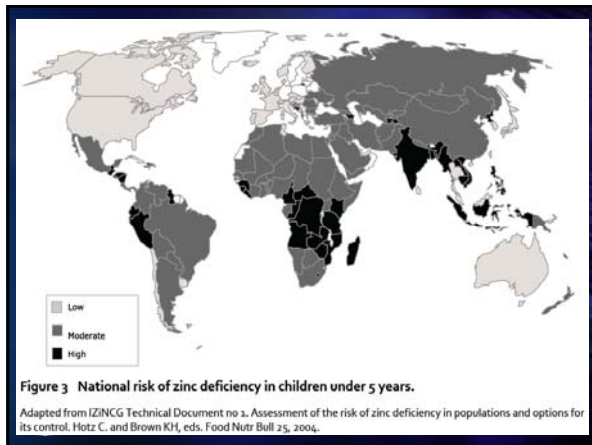 Low
Moderate
High
Figure 3 National risk of zinc deficiency in children under 5 years.
Adapted from IZiNCG Technical Document no 1. Assessment of the risk of zinc deficiency in populations and options for
its control. Hotz C. and Brown KH, eds. Food Nutr Bull 25, 2004.